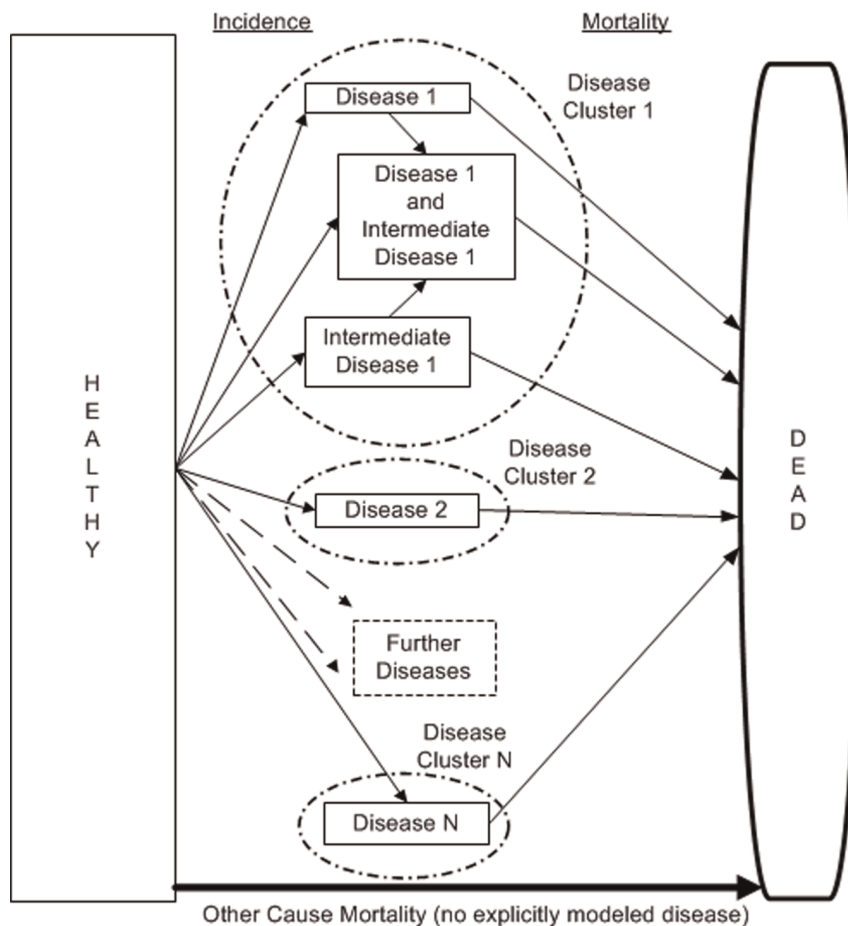 Incidence
Mortality
Disease
Cluster 1
Disease 1
Disease 1
and
Intermediate
Disease 1
Intermediate
Disease 1
H
E
A
L
T
H
Y
Disease
Cluster 2
Disease 2
D
E
A
D
Further
Diseases
Disease
Cluster N
Disease N
Other Cause Mortality (no explicitly modeled disease)